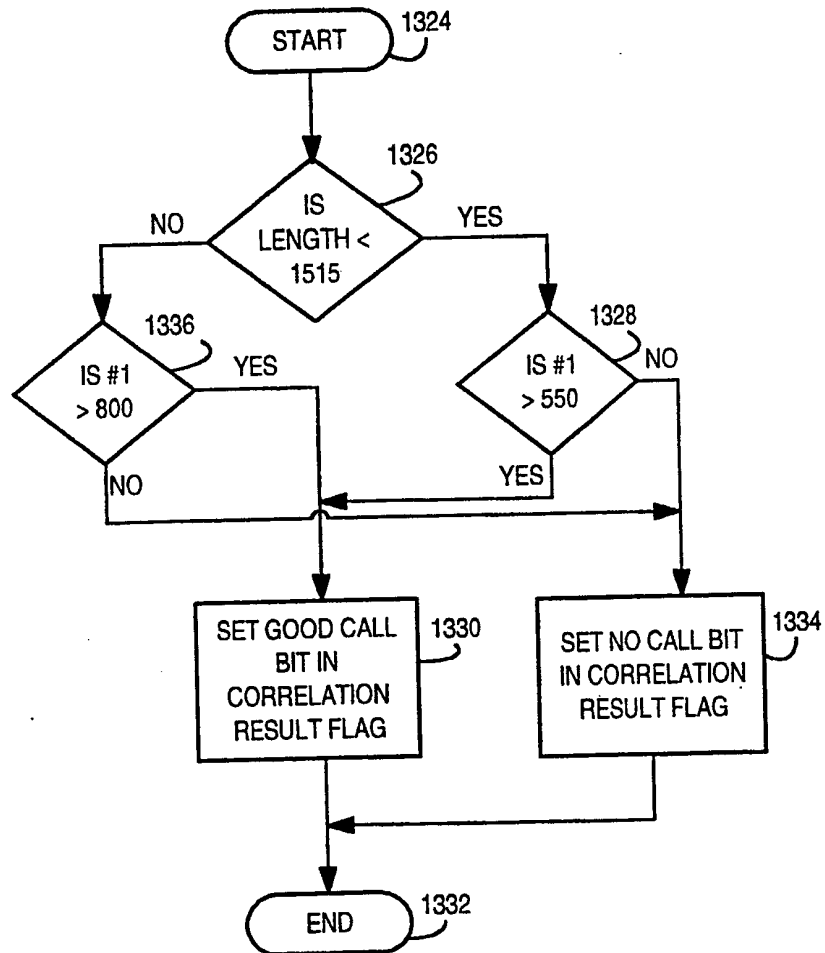 START
1324
1326
IS
LENGTH <
1515
NO
YES
1336
1328
IS #1
> 800
YES
IS #1
> 550
NO
NO
YES
SET GOOD CALL
BIT IN
CORRELATION
RESULT FLAG
1330
SET NO CALL BIT
IN CORRELATION
RESULT FLAG
1334
END
1332